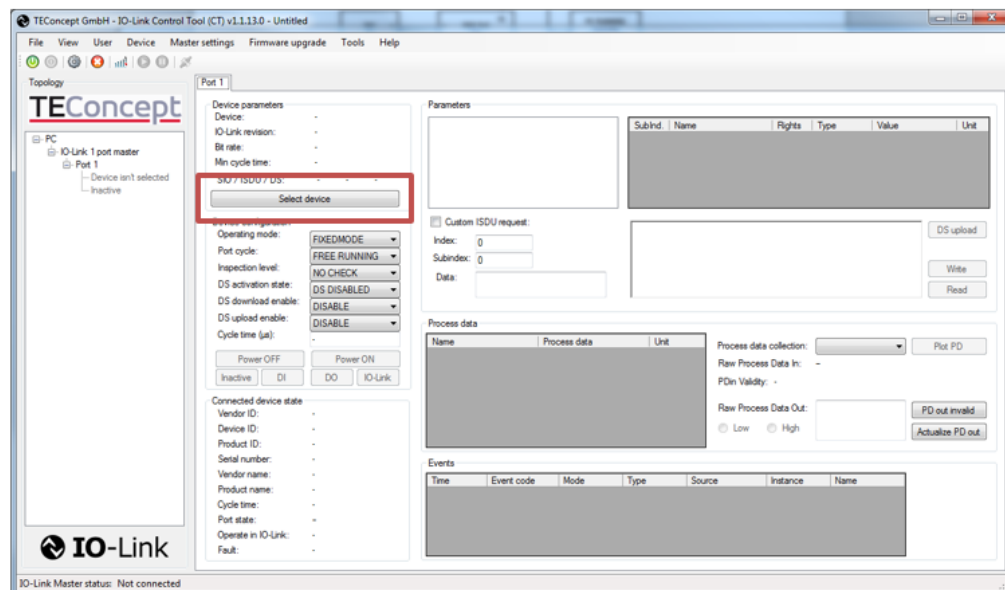 TEConcept GmbH - IO-Link Control Tool (CT) v1.1.13.0 - Untitled
File View User Device Master settings Firmware upgrade Tools Help
Topology
TEConcept
PC
IO-Link 1 port master
Port 1
Device isn't selected
Inactive
IO-Link
Port 1
Device parameters
Device: -
IO-Link revision: -
Bit rate: -
Min cycle time: -
SIO / ISDU / DS: - - -
Select device
Device configuration
Operating mode: FIXEDMODE
Port cycle: FREE RUNNING
Inspection level: NO CHECK
DS activation state: DS DISABLED
DS download enable: DISABLE
DS upload enable: DISABLE
Cycle time (µs): -
Power OFF Power ON
Inactive DI DO IO-Link
Connected device state
Vendor ID: -
Device ID: -
Product ID: -
Serial number: -
Vendor name: -
Product name: -
Cycle time: -
Port state: -
Operate in IO-Link: -
Fault: -
Parameters
SubInd. Name Rights Type Value Unit
Custom ISDU request:
Index: 0
Subindex: 0
Data:
DS upload
Write
Read
Process data
Name Process data Unit
Process data collection: Plot PD
Raw Process Data In: -
PDin Validity: -
Raw Process Data Out: PD out invalid
Low High Actualize PD out
Events
Time Event code Mode Type Source Instance Name
IO-Link Master status: Not connected